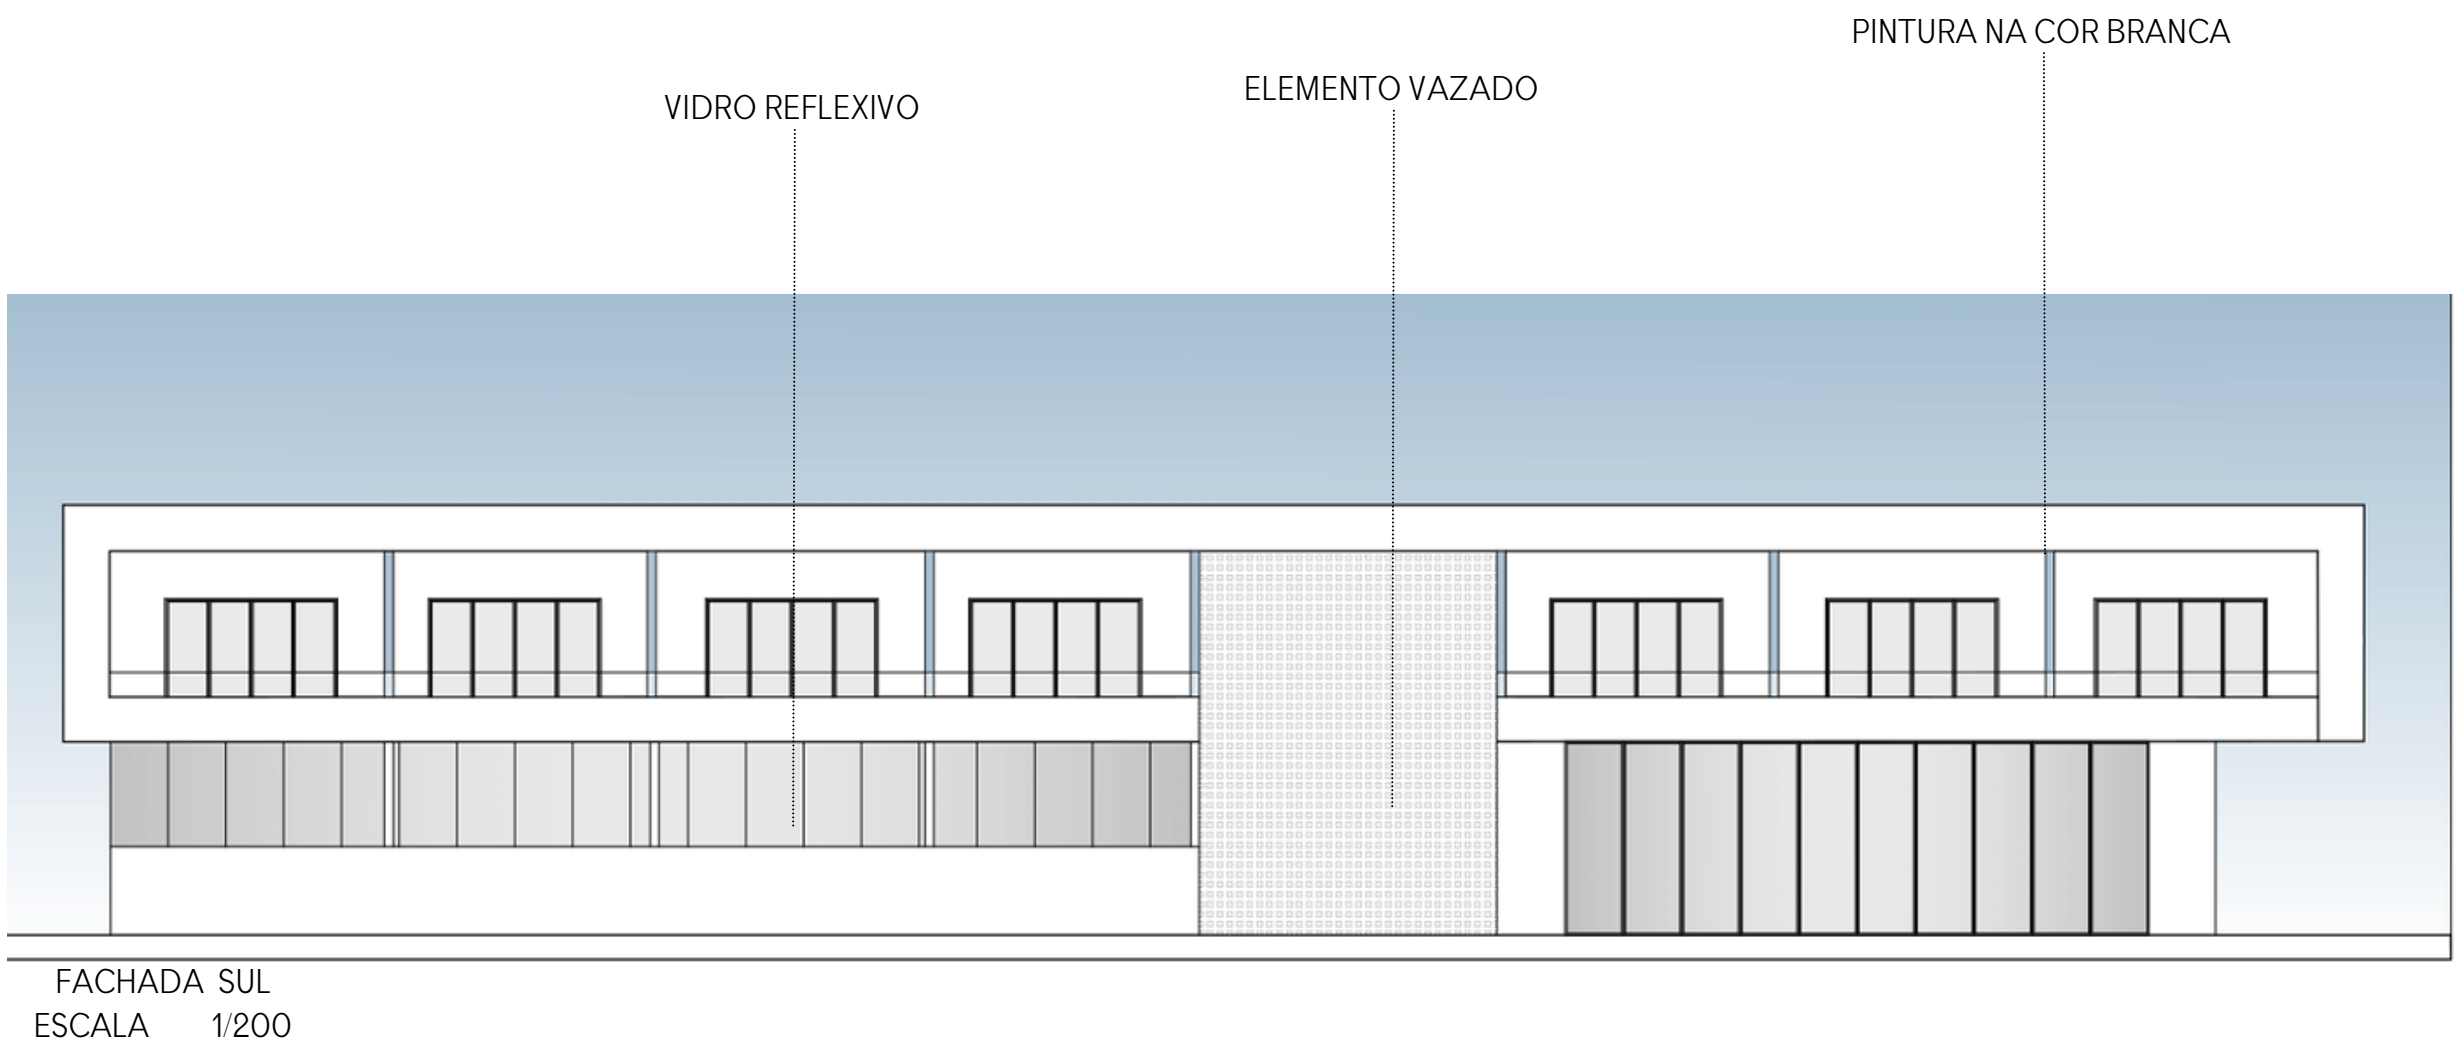 PINTURA NA COR BRANCA
ELEMENTO VAZADO
VIDRO REFLEXIVO
FACHADA SUL
ESCALA 1/200